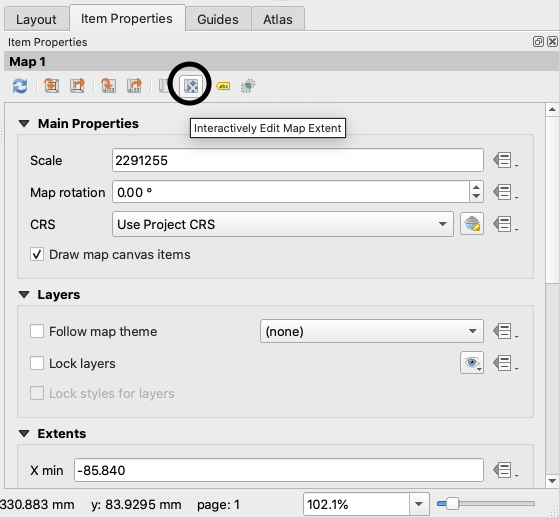 Layout Item Properties Guides Atlas
Item Properties
Map 1
abc
Interactively Edit Map Extent
Main Properties
Scale 2291255
Map rotation 0.00 °
CRS Use Project CRS
Draw map canvas items
Layers
Follow map theme (none)
Lock layers
Lock styles for layers
Extents
X min -85.840
330.883 mm y: 83.9295 mm page: 1 102.1%